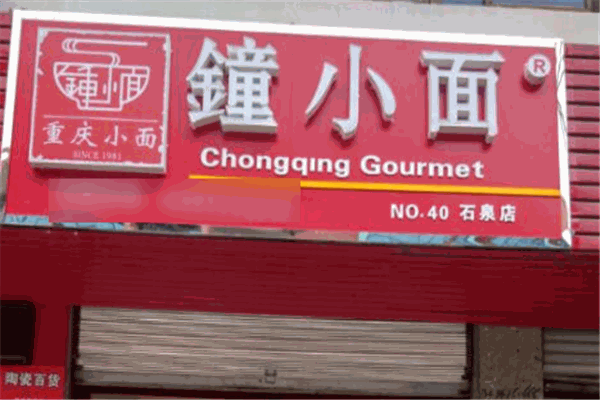 鍾小面
重庆小面
SINCE 1981
鐘小面®
Chongqing Gourmet
NO.40 石泉店
陶瓷百货